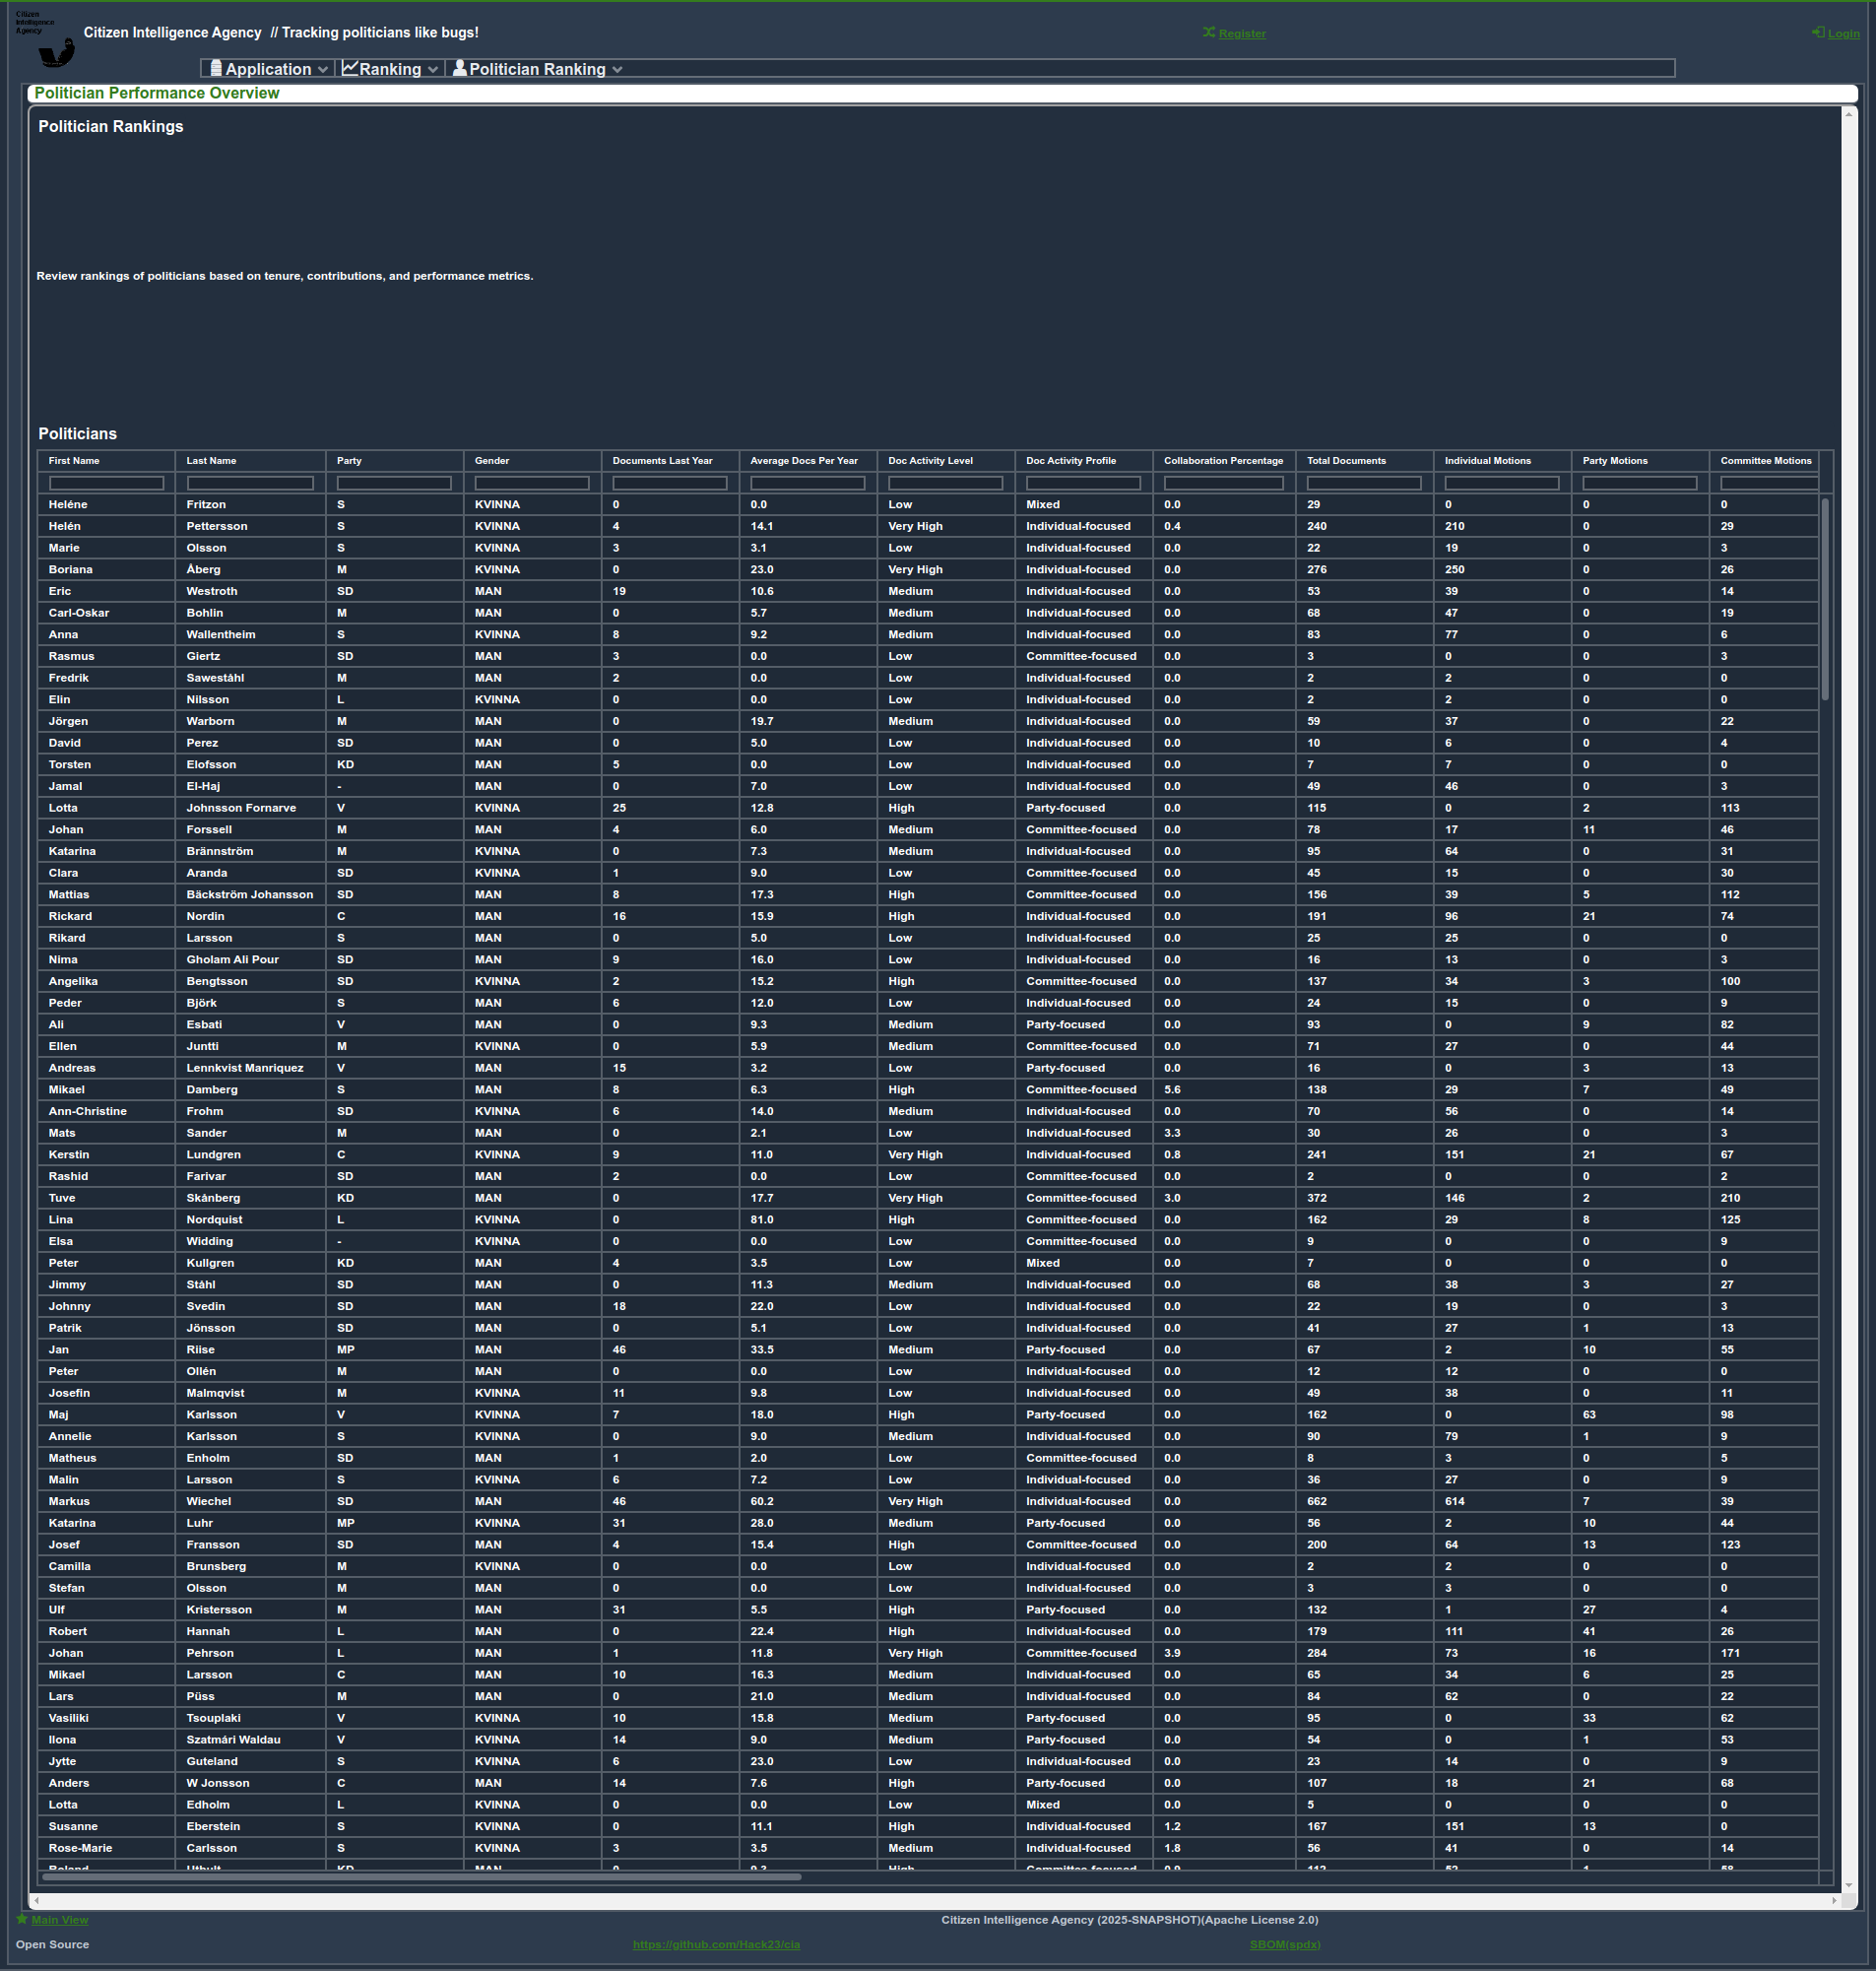 Citizen
Intelligence
Agency
Citizen Intelligence Agency // Tracking politicians like bugs!
Register
Login
Application Ranking Politician Ranking
Politician Performance Overview
Politician Rankings
Review rankings of politicians based on tenure, contributions, and performance metrics.
Politicians
First Name Last Name Party Gender Documents Last Year Average Docs Per Year Doc Activity Level Doc Activity Profile Collaboration Percentage Total Documents Individual Motions Party Motions Committee Motions
Heléne Fritzon S KVINNA 0 0.0 Low Mixed 0.0 29 0 0 0
Helén Pettersson S KVINNA 4 14.1 Very High Individual-focused 0.4 240 210 0 29
Marie Olsson S KVINNA 3 3.1 Low Individual-focused 0.0 22 19 0 3
Boriana Åberg M KVINNA 0 23.0 Very High Individual-focused 0.0 276 250 0 26
Eric Westroth SD MAN 19 10.6 Medium Individual-focused 0.0 53 39 0 14
Carl-Oskar Bohlin M MAN 0 5.7 Medium Individual-focused 0.0 68 47 0 19
Anna Wallentheim S KVINNA 8 9.2 Medium Individual-focused 0.0 83 77 0 6
Rasmus Giertz SD MAN 3 0.0 Low Committee-focused 0.0 3 0 0 3
Fredrik Saweståhl M MAN 2 0.0 Low Individual-focused 0.0 2 2 0 0
Elin Nilsson L KVINNA 0 0.0 Low Individual-focused 0.0 2 2 0 0
Jörgen Warborn M MAN 0 19.7 Medium Individual-focused 0.0 59 37 0 22
David Perez SD MAN 0 5.0 Low Individual-focused 0.0 10 6 0 4
Torsten Elofsson KD MAN 5 0.0 Low Individual-focused 0.0 7 7 0 0
Jamal El-Haj - MAN 0 7.0 Low Individual-focused 0.0 49 46 0 3
Lotta Johnsson Fornarve V KVINNA 25 12.8 High Party-focused 0.0 115 0 2 113
Johan Forssell M MAN 4 6.0 Medium Committee-focused 0.0 78 17 11 46
Katarina Brännström M KVINNA 0 7.3 Medium Individual-focused 0.0 95 64 0 31
Clara Aranda SD KVINNA 1 9.0 Low Committee-focused 0.0 45 15 0 30
Mattias Bäckström Johansson SD MAN 8 17.3 High Committee-focused 0.0 156 39 5 112
Rickard Nordin C MAN 16 15.9 High Individual-focused 0.0 191 96 21 74
Rikard Larsson S MAN 0 5.0 Low Individual-focused 0.0 25 25 0 0
Nima Gholam Ali Pour SD MAN 9 16.0 Low Individual-focused 0.0 16 13 0 3
Angelika Bengtsson SD KVINNA 2 15.2 High Committee-focused 0.0 137 34 3 100
Peder Björk S MAN 6 12.0 Low Individual-focused 0.0 24 15 0 9
Ali Esbati V MAN 0 9.3 Medium Party-focused 0.0 93 0 9 82
Ellen Juntti M KVINNA 0 5.9 Medium Committee-focused 0.0 71 27 0 44
Andreas Lennkvist Manriquez V MAN 15 3.2 Low Party-focused 0.0 16 0 3 13
Mikael Damberg S MAN 8 6.3 High Committee-focused 5.6 138 29 7 49
Ann-Christine Frohm SD KVINNA 6 14.0 Medium Individual-focused 0.0 70 56 0 14
Mats Sander M MAN 0 2.1 Low Individual-focused 3.3 30 26 0 3
Kerstin Lundgren C KVINNA 9 11.0 Very High Individual-focused 0.8 241 151 21 67
Rashid Farivar SD MAN 2 0.0 Low Committee-focused 0.0 2 0 0 2
Tuve Skånberg KD MAN 0 17.7 Very High Committee-focused 3.0 372 146 2 210
Lina Nordquist L KVINNA 0 81.0 High Committee-focused 0.0 162 29 8 125
Elsa Widding - KVINNA 0 0.0 Low Committee-focused 0.0 9 0 0 9
Peter Kullgren KD MAN 4 3.5 Low Mixed 0.0 7 0 0 0
Jimmy Ståhl SD MAN 0 11.3 Medium Individual-focused 0.0 68 38 3 27
Johnny Svedin SD MAN 18 22.0 Low Individual-focused 0.0 22 19 0 3
Patrik Jönsson SD MAN 0 5.1 Low Individual-focused 0.0 41 27 1 13
Jan Riise MP MAN 46 33.5 Medium Party-focused 0.0 67 2 10 55
Peter Ollén M MAN 0 0.0 Low Individual-focused 0.0 12 12 0 0
Josefin Malmqvist M KVINNA 11 9.8 Low Individual-focused 0.0 49 38 0 11
Maj Karlsson V KVINNA 7 18.0 High Party-focused 0.0 162 0 63 98
Annelie Karlsson S KVINNA 0 9.0 Medium Individual-focused 0.0 90 79 1 9
Matheus Enholm SD MAN 1 2.0 Low Committee-focused 0.0 8 3 0 5
Malin Larsson S KVINNA 6 7.2 Low Individual-focused 0.0 36 27 0 9
Markus Wiechel SD MAN 46 60.2 Very High Individual-focused 0.0 662 614 7 39
Katarina Luhr MP KVINNA 31 28.0 Medium Party-focused 0.0 56 2 10 44
Josef Fransson SD MAN 4 15.4 High Committee-focused 0.0 200 64 13 123
Camilla Brunsberg M KVINNA 0 0.0 Low Individual-focused 0.0 2 2 0 0
Stefan Olsson M MAN 0 0.0 Low Individual-focused 0.0 3 3 0 0
Ulf Kristersson M MAN 31 5.5 High Party-focused 0.0 132 1 27 4
Robert Hannah L MAN 0 22.4 High Individual-focused 0.0 179 111 41 26
Johan Pehrson L MAN 1 11.8 Very High Committee-focused 3.9 284 73 16 171
Mikael Larsson C MAN 10 16.3 Medium Individual-focused 0.0 65 34 6 25
Lars Püss M MAN 0 21.0 Medium Individual-focused 0.0 84 62 0 22
Vasiliki Tsouplaki V KVINNA 10 15.8 Medium Party-focused 0.0 95 0 33 62
Ilona Szatmári Waldau V KVINNA 14 9.0 Medium Party-focused 0.0 54 0 1 53
Jytte Guteland S KVINNA 6 23.0 Low Individual-focused 0.0 23 14 0 9
Anders W Jonsson C MAN 14 7.6 High Party-focused 0.0 107 18 21 68
Lotta Edholm L KVINNA 0 0.0 Low Mixed 0.0 5 0 0 0
Susanne Eberstein S KVINNA 0 11.1 High Individual-focused 1.2 167 151 13 0
Rose-Marie Carlsson S KVINNA 3 3.5 Medium Individual-focused 1.8 56 41 0 14
Roland Utbult KD MAN 0 9.3 High Committee-focused
Main View
Citizen Intelligence Agency (2025-SNAPSHOT)(Apache License 2.0)
Open Source
https://github.com/Hack23/cia
SBOM(spdx)